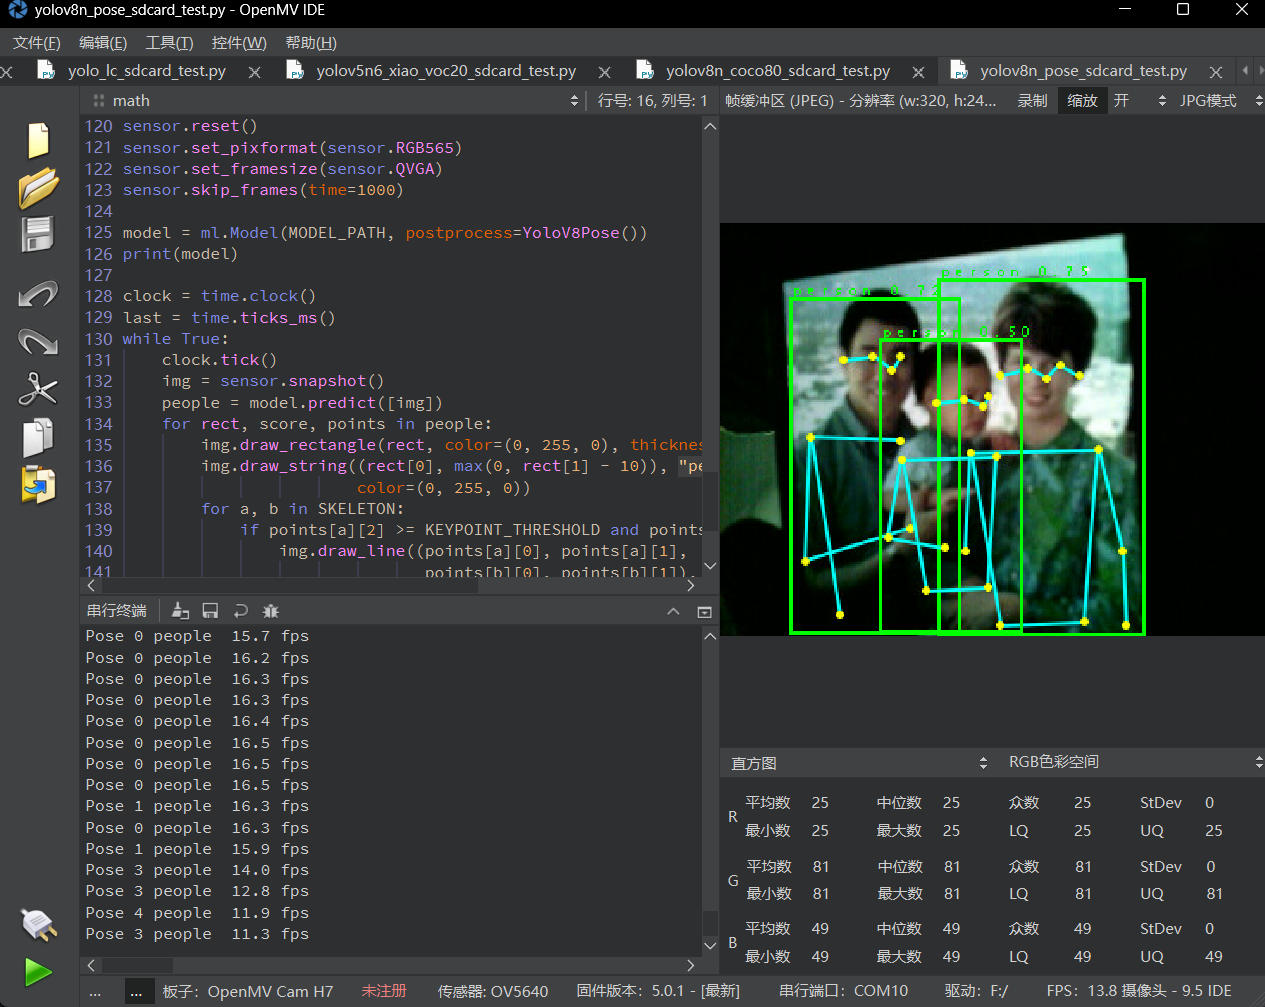 yolov8n_pose_sdcard_test.py - OpenMV IDE
文件(F) 编辑(E) 工具(T) 控件(W) 帮助(H)
yolo_lc_sdcard_test.py yolov5n6_xiao_voc20_sdcard_test.py yolov8n_coco80_sdcard_test.py yolov8n_pose_sdcard_test.py
math 行号: 16, 列号: 1 帧缓冲区 (JPEG) - 分辨率 (w:320, h:24... 录制 缩放 开 JPG模式
120 sensor.reset()
121 sensor.set_pixformat(sensor.RGB565)
122 sensor.set_framesize(sensor.QVGA)
123 sensor.skip_frames(time=1000)
124
125 model = ml.Model(MODEL_PATH, postprocess=YoloV8Pose())
126 print(model)
127
128 clock = time.clock()
129 last = time.ticks_ms()
130 while True:
131 clock.tick()
132 img = sensor.snapshot()
133 people = model.predict([img])
134 for rect, score, points in people:
135 img.draw_rectangle(rect, color=(0, 255, 0), thicknes
136 img.draw_string((rect[0], max(0, rect[1] - 10)), "pe
137 color=(0, 255, 0))
138 for a, b in SKELETON:
139 if points[a][2] >= KEYPOINT_THRESHOLD and points
140 img.draw_line((points[a][0], points[a][1],
141 points[b][0], points[b][1]),
person 0.75
person 0.72
person 0.50
串行终端
Pose 0 people 15.7 fps
Pose 0 people 16.2 fps
Pose 0 people 16.3 fps
Pose 0 people 16.3 fps
Pose 0 people 16.4 fps
Pose 0 people 16.5 fps
Pose 0 people 16.5 fps
Pose 0 people 16.5 fps
Pose 1 people 16.3 fps
Pose 0 people 16.3 fps
Pose 1 people 15.9 fps
Pose 3 people 14.0 fps
Pose 3 people 12.8 fps
Pose 4 people 11.9 fps
Pose 3 people 11.3 fps
直方图 RGB色彩空间
R
平均数 25 中位数 25 众数 25 StDev 0
最小数 25 最大数 25 LQ 25 UQ 25
G
平均数 81 中位数 81 众数 81 StDev 0
最小数 81 最大数 81 LQ 81 UQ 81
B
平均数 49 中位数 49 众数 49 StDev 0
最小数 49 最大数 49 LQ 49 UQ 49
... ... 板子: OpenMV Cam H7 未注册 传感器: OV5640 固件版本: 5.0.1 - [最新] 串行端口: COM10 驱动: F:/ FPS: 13.8 摄像头 - 9.5 IDE